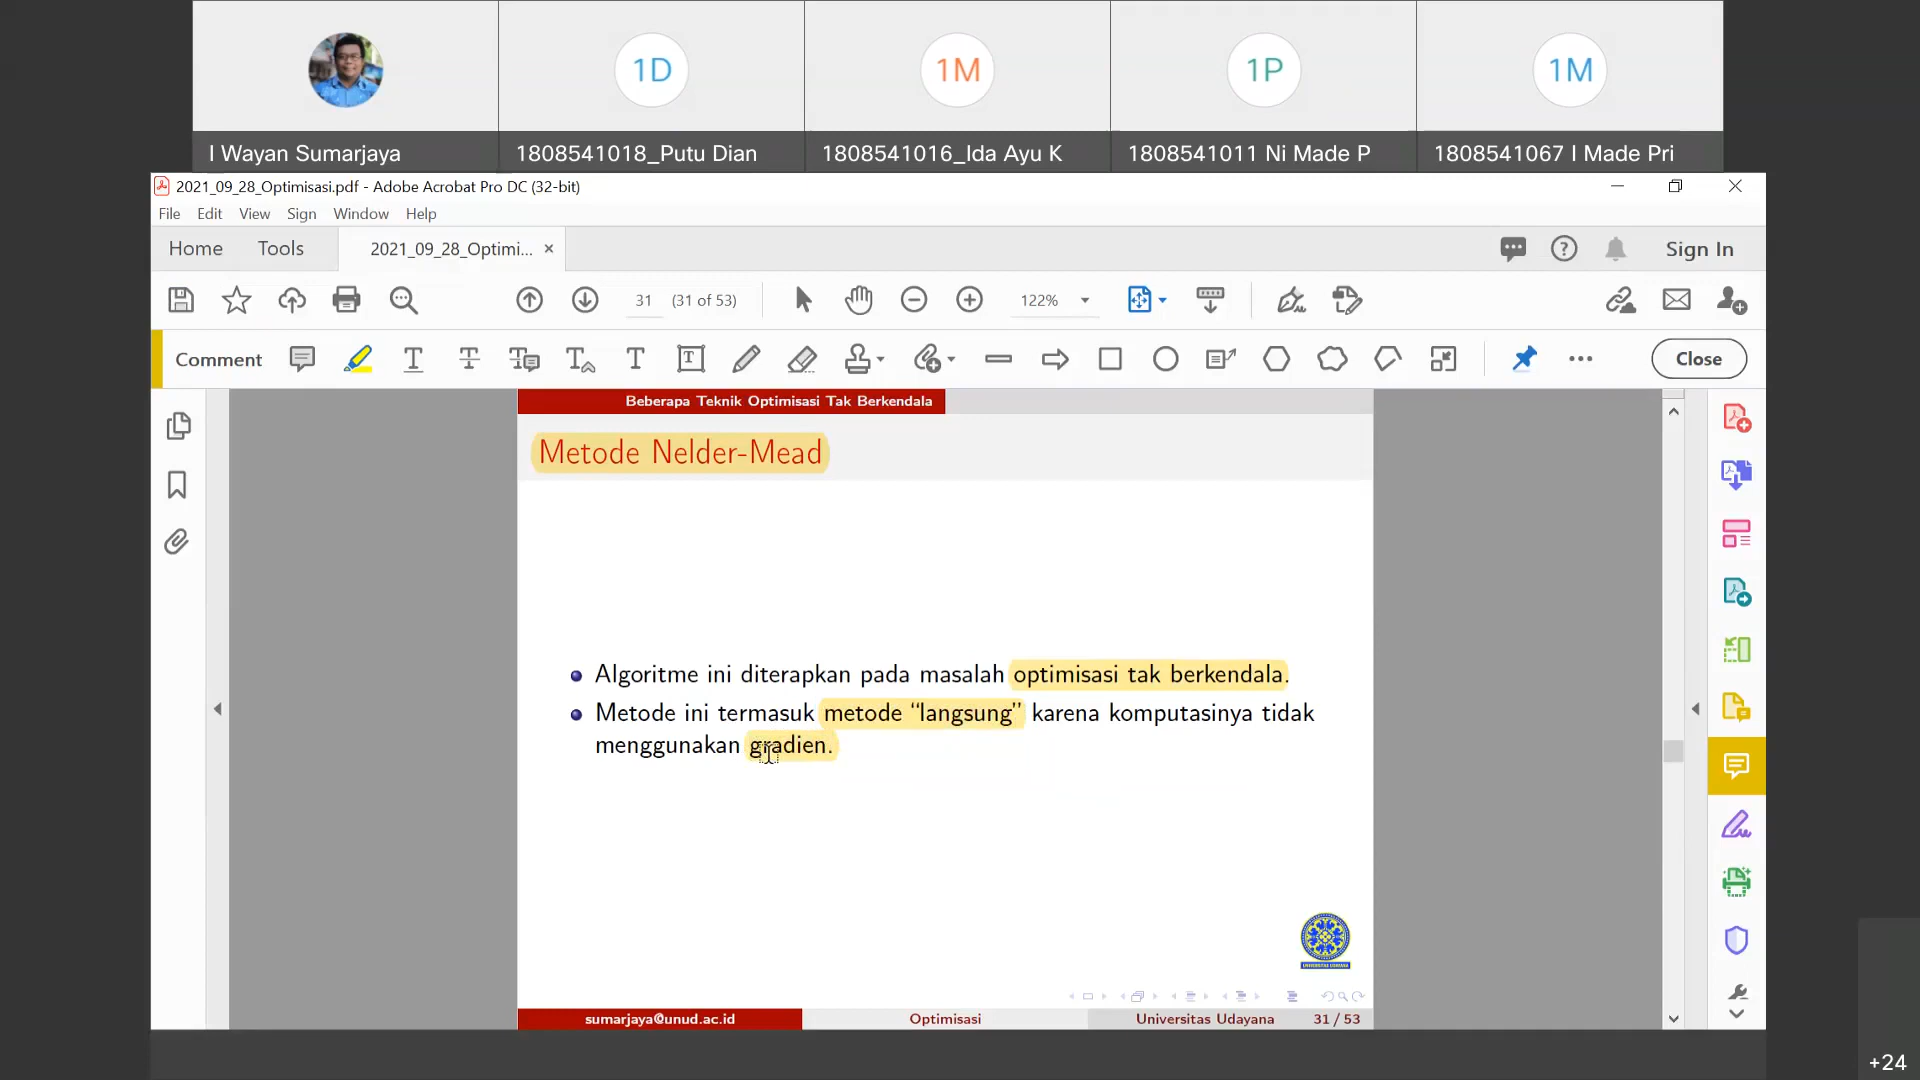 1D
1M
1P
1M
I Wayan Sumarjaya
1808541018_Putu Dian
1808541016_Ida Ayu K
1808541011 Ni Made P
1808541067 I Made Pri
2021_09_28_Optimisasi.pdf - Adobe Acrobat Pro DC (32-bit)
File Edit View Sign Window Help
Home Tools 2021_09_28_Optimi... × Sign In
31 (31 of 53) 122%
Comment Close
Beberapa Teknik Optimisasi Tak Berkendala
Metode Nelder-Mead
Algoritme ini diterapkan pada masalah optimisasi tak berkendala.
Metode ini termasuk metode “langsung” karena komputasinya tidak
menggunakan gradien.
UNIVERSITAS UDAYANA
sumarjaya@unud.ac.id Optimisasi Universitas Udayana 31 / 53
+24